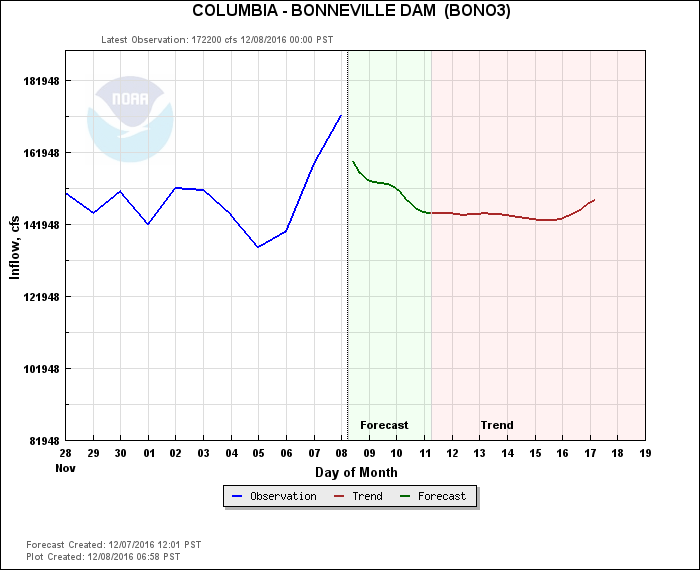 COLUMBIA - BONNEVILLE DAM (BONO3)
Latest Observation: 172200 cfs 12/08/2016 00:00 PST
NOAA
Inflow, cfs
181948
161948
141948
121948
101948
81948
Forecast Trend
28 29 30 01 02 03 04 05 06 07 08 09 10 11 12 13 14 15 16 17 18 19
Nov
Day of Month
Observation Trend Forecast
Forecast Created: 12/07/2016 12:01 PST
Plot Created: 12/08/2016 06:58 PST